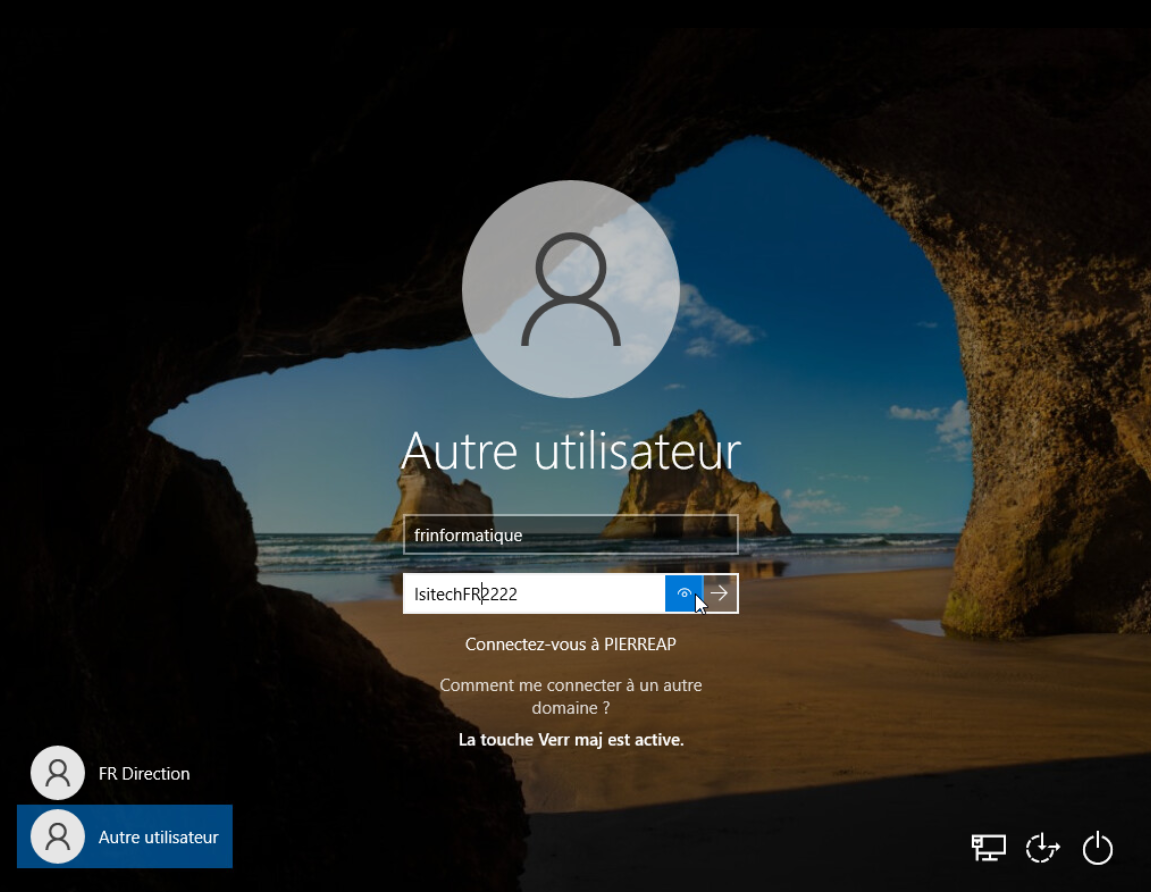 Autre utilisateur
frinformatique
IsitechFR2222
Connectez-vous à PIERREAP
Comment me connecter à un autre
domaine ?
La touche Verr maj est active.
FR Direction
Autre utilisateur